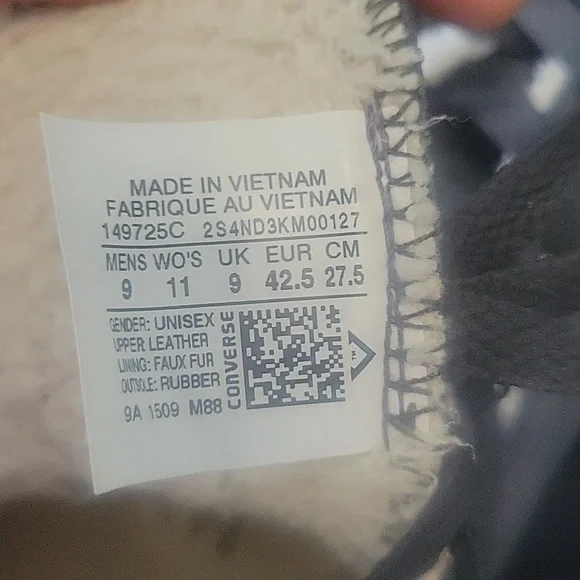 MADE IN VIETNAM
FABRIQUE AU VIETNAM
149725C 2S4ND3KM00127
MENS WO'S UK EUR CM
9 11 9 42.5 27.5
GENDER: UNISEX
UPPER: LEATHER
LINING: FAUX FUR
OUTSOLE: RUBBER
9A 1509 M88
CONVERSE
TM